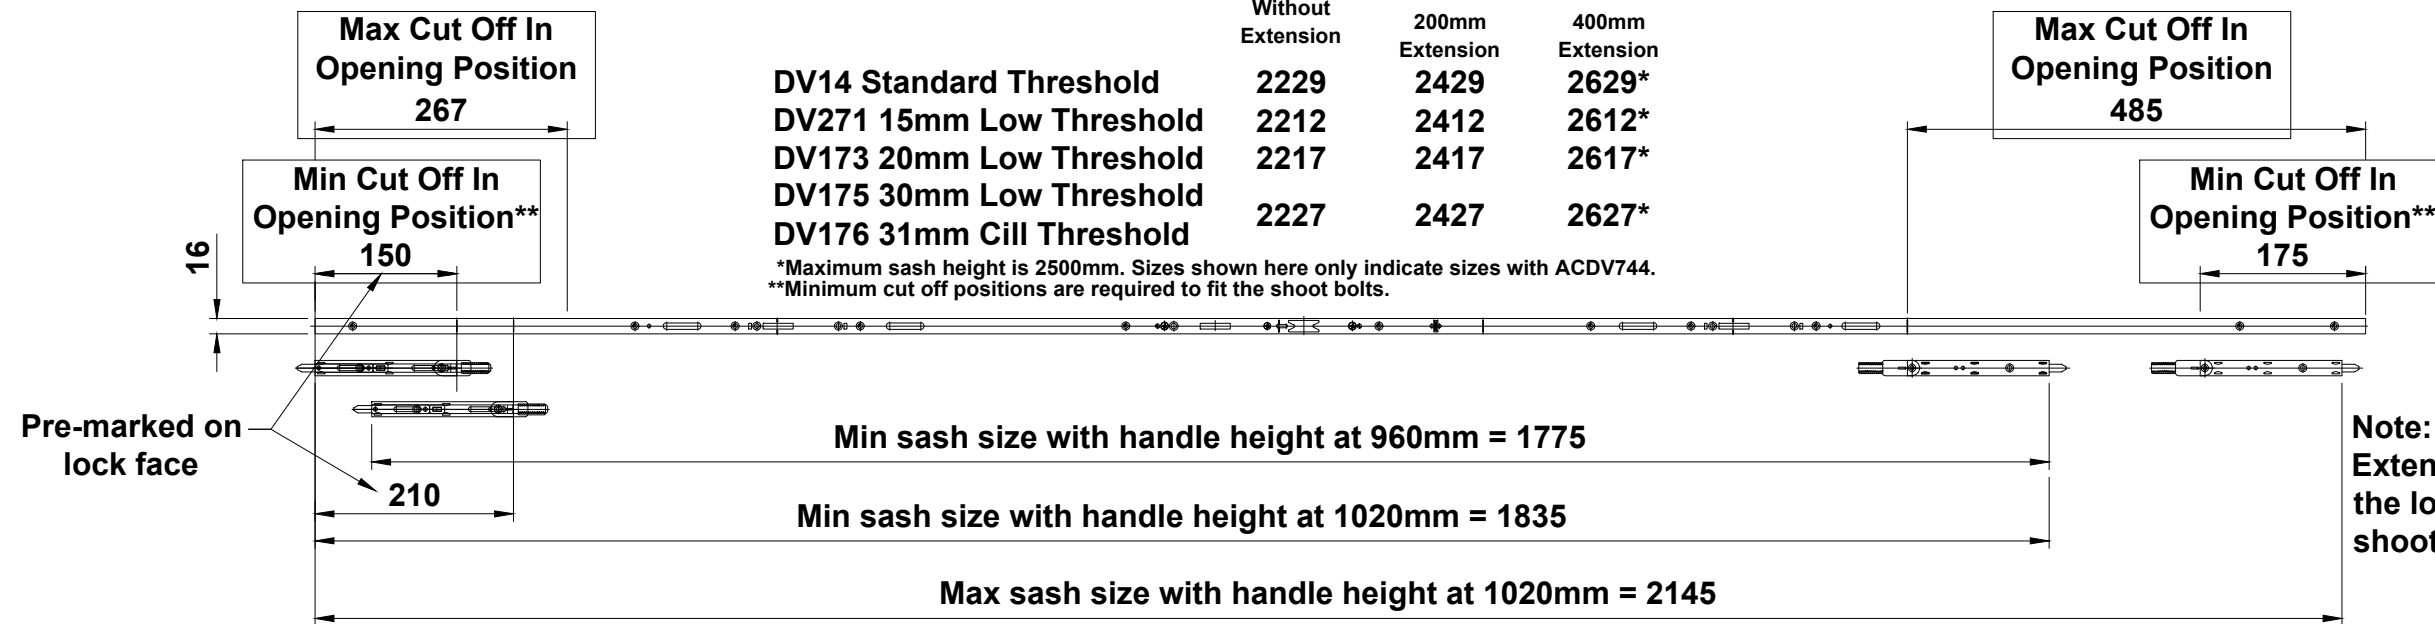 Max Cut Off In
Opening Position
267
Min Cut Off In
Opening Position**
150
16
Without
Extension
200mm
Extension
400mm
Extension
DV14 Standard Threshold 2229 2429 2629*
DV271 15mm Low Threshold 2212 2412 2612*
DV173 20mm Low Threshold 2217 2417 2617*
DV175 30mm Low Threshold
2227 2427 2627*
DV176 31mm Cill Threshold
*Maximum sash height is 2500mm. Sizes shown here only indicate sizes with ACDV744.
**Minimum cut off positions are required to fit the shoot bolts.
Max Cut Off In
Opening Position
485
Min Cut Off In
Opening Position**
175
Pre-marked on
lock face
210
Min sash size with handle height at 960mm = 1775
Min sash size with handle height at 1020mm = 1835
Max sash size with handle height at 1020mm = 2145
Note:
Exten
the lo
shoot